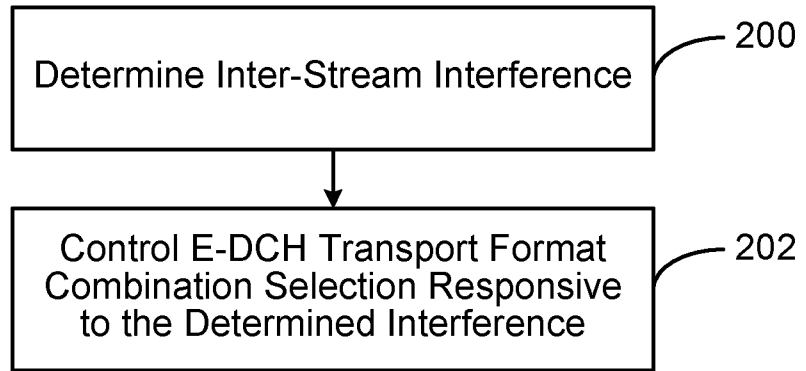 Determine Inter-Stream Interference
200
Control E-DCH Transport Format
Combination Selection Responsive
to the Determined Interference
202